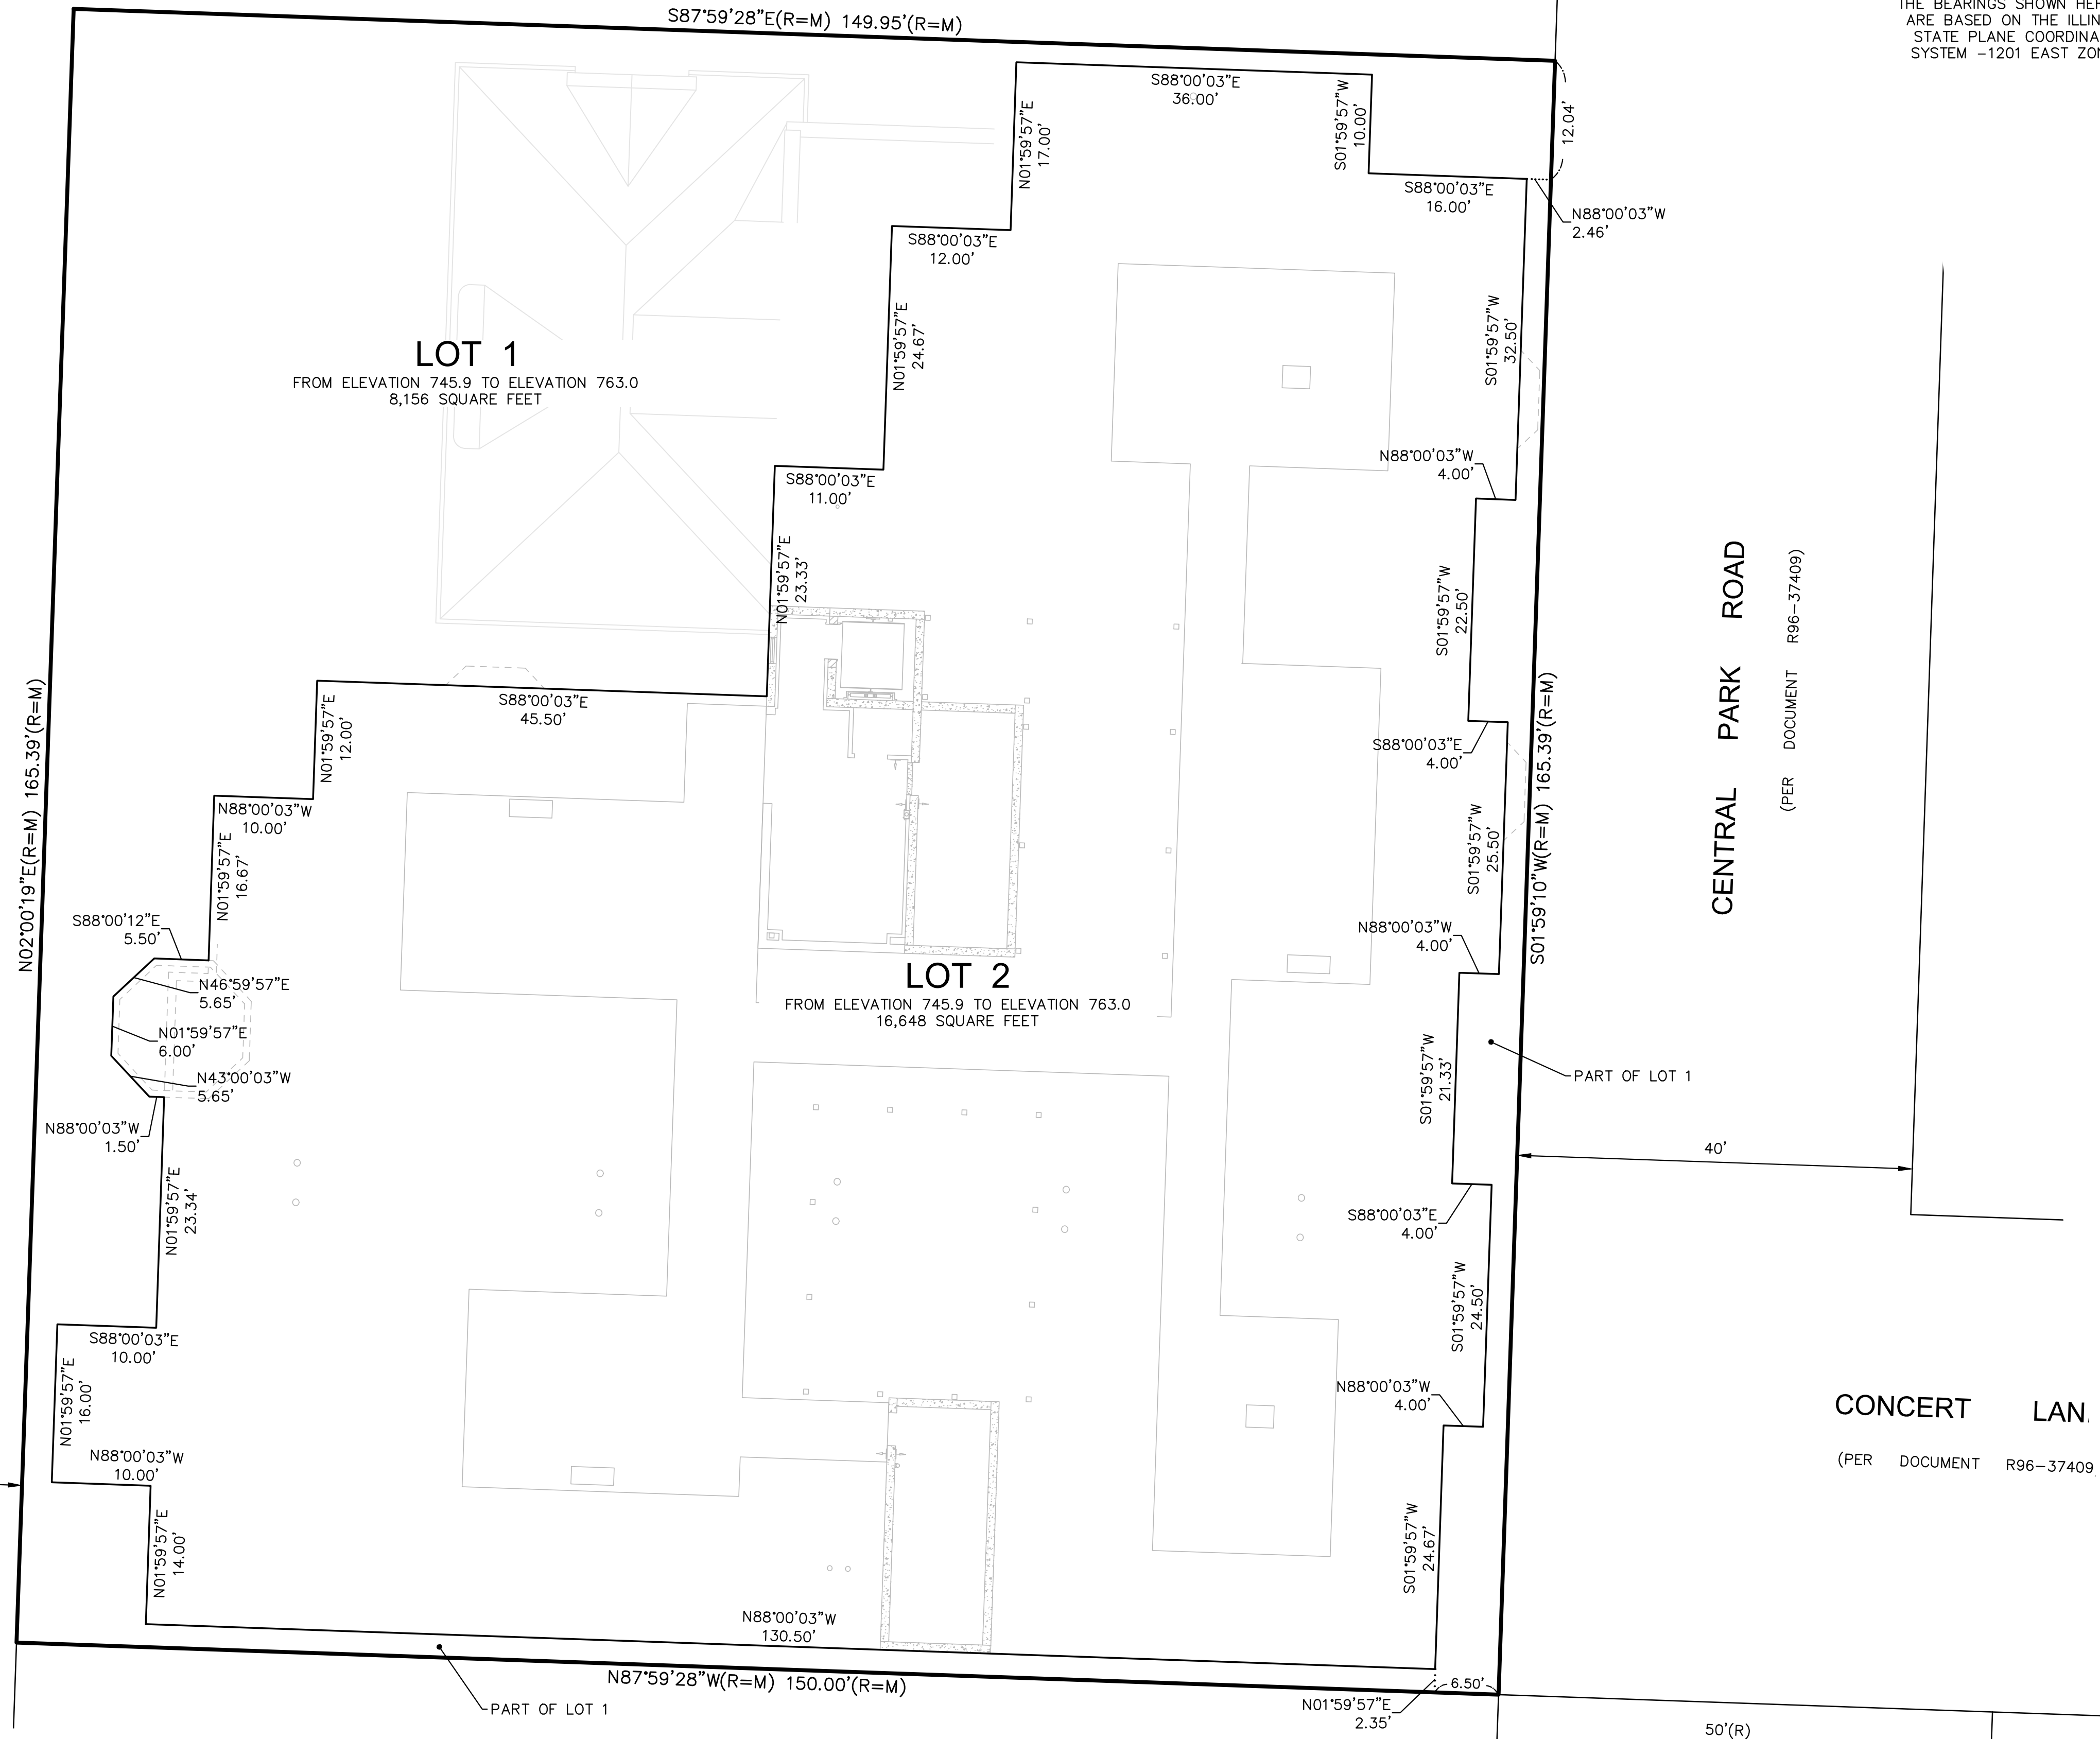 S87°59'28"E(R=M) 149.95'(R=M)
ARE BASED ON THE
STATE PLANE
SYSTEM -1201 EAST
S88°00'03"E
36.00'
S01°59'57"W
10.00'
12.04'
N01°59'57"E
17.00'
S88°00'03"E
16.00'
N88°00'03"W
2.46'
S88°00'03"E
12.00'
N01°59'57"E
24.67'
S01°59'57"W
32.50'
LOT 1
FROM ELEVATION 745.9 TO ELEVATION 763.0
8,156 SQUARE FEET
N88°00'03"W
4.00'
S88°00'03"E
11.00'
N01°59'57"E
23.33'
S01°59'57"W
22.50'
CENTRAL PARK ROAD
(PER DOCUMENT R96-37409)
N02°00'19"E(R=M) 165.39'(R=M)
N01°59'57"E
12.00'
S88°00'03"E
45.50'
S88°00'03"E
4.00'
S01°59'10"W(R=M) 165.39'(R=M)
N88°00'03"W
10.00'
N01°59'57"E
16.67'
S01°59'57"W
25.50'
S88°00'12"E
5.50'
N88°00'03"W
4.00'
N46°59'57"E
5.65'
LOT 2
FROM ELEVATION 745.9 TO ELEVATION 763.0
16,648 SQUARE FEET
N01°59'57"E
6.00'
N43°00'03"W
5.65'
S01°59'57"W
21.33'
PART OF LOT 1
N88°00'03"W
1.50'
40'
N01°59'57"E
23.34'
S88°00'03"E
4.00'
S88°00'03"E
10.00'
S01°59'57"W
24.50'
N01°59'57"E
16.00'
N88°00'03"W
4.00'
CONCERT
(PER DOCUMENT R96-37409
N88°00'03"W
10.00'
N01°59'57"E
14.00'
S01°59'57"W
24.67'
N88°00'03"W
130.50'
N87°59'28"W(R=M) 150.00'(R=M)
6.50'
PART OF LOT 1
N01°59'57"E
2.35'
50'(R)